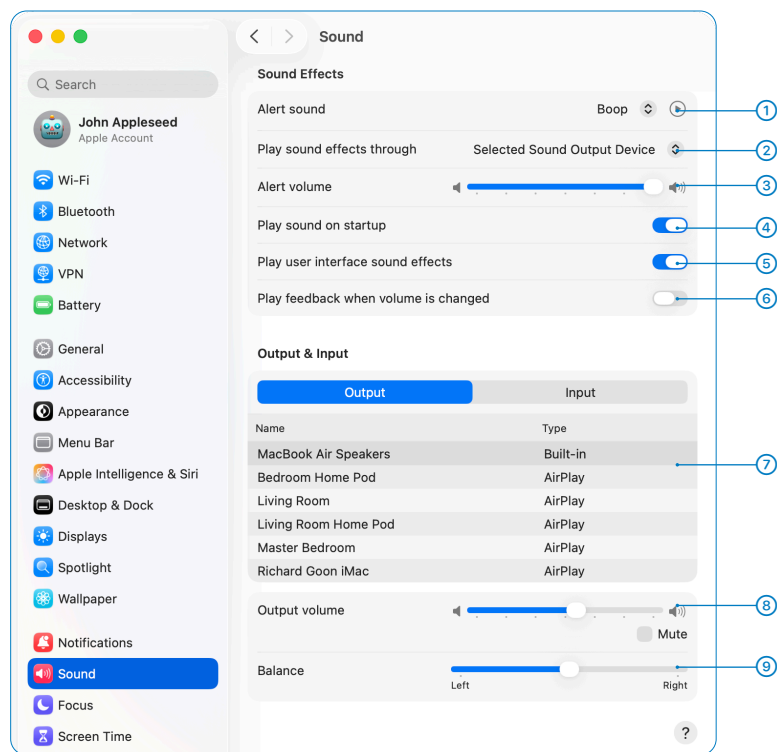 Sound
Search
John Appleseed
Apple Account
Wi-Fi
Bluetooth
Network
VPN
Battery
General
Accessibility
Appearance
Menu Bar
Apple Intelligence & Siri
Desktop & Dock
Displays
Spotlight
Wallpaper
Notifications
Sound
Focus
Screen Time
Sound Effects
Alert sound Boop 1
Play sound effects through Selected Sound Output Device 2
Alert volume 3
Play sound on startup 4
Play user interface sound effects 5
Play feedback when volume is changed 6
Output & Input
Output Input
Name Type
MacBook Air Speakers Built-in 7
Bedroom Home Pod AirPlay
Living Room AirPlay
Living Room Home Pod AirPlay
Master Bedroom AirPlay
Richard Goon iMac AirPlay
Output volume 8
Mute
Balance 9
Left Right
?